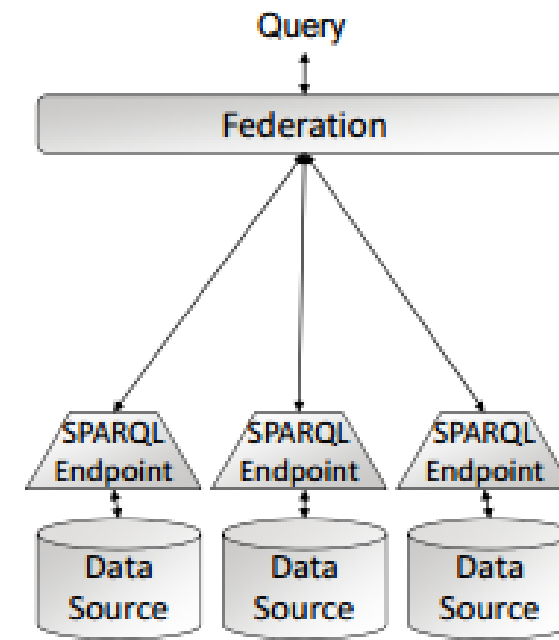 Query
Federation
SPARQL
Endpoint
SPARQL
Endpoint
SPARQL
Endpoint
Data
Source
Data
Source
Data
Source